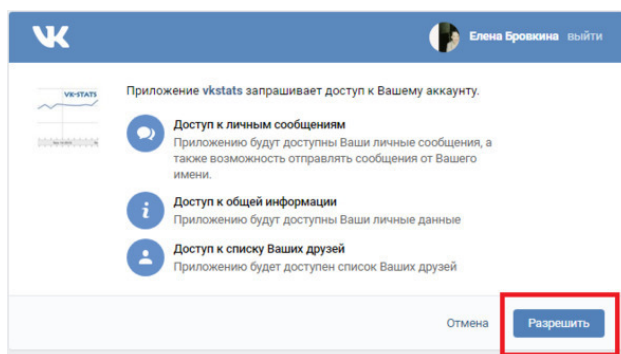 Елена Бровкина выйти
VK-STATS
Приложение vkstats запрашивает доступ к Вашему аккаунту.
Доступ к личным сообщениям
Приложению будут доступны Ваши личные сообщения, а
также возможность отправлять сообщения от Вашего
имени.
Доступ к общей информации
Приложению будут доступны Ваши личные данные
Доступ к списку Ваших друзей
Приложению будет доступен список Ваших друзей
Отмена
Разрешить